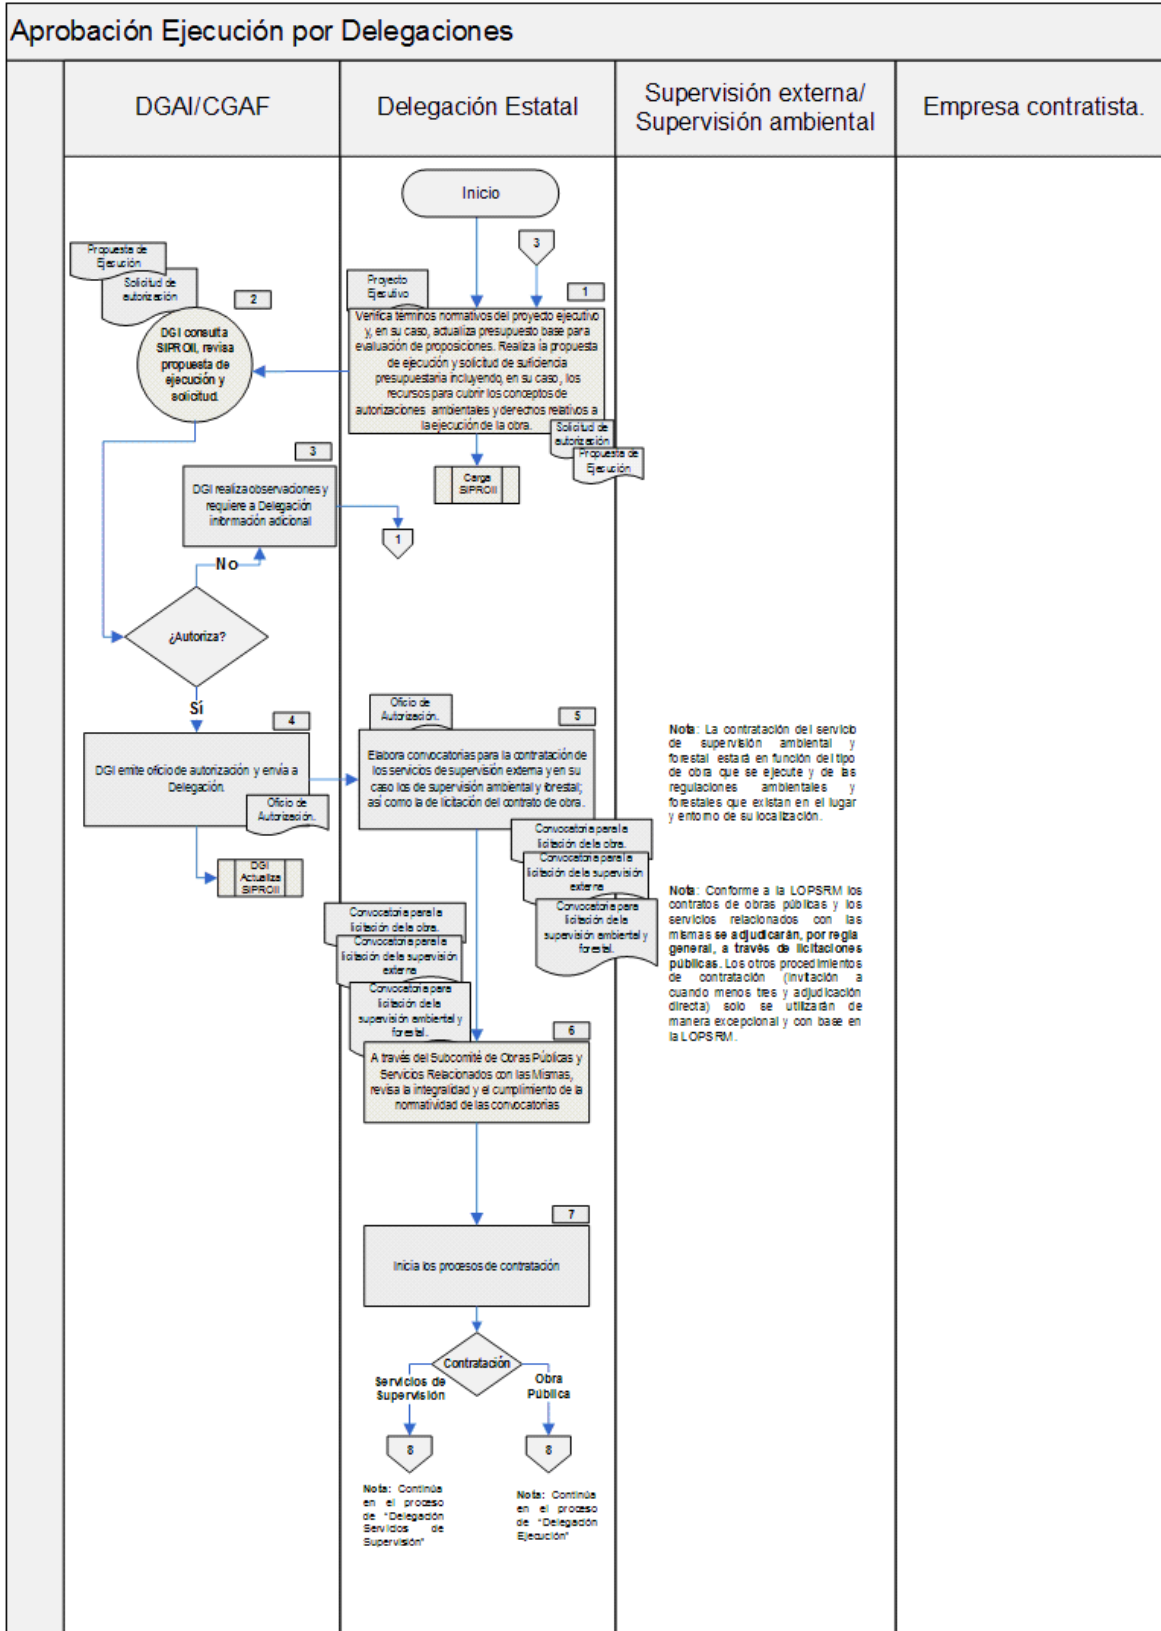 Aprobación Ejecución por Delegaciones
DGAI/CGAF
Delegación Estatal
Supervisión externa/
Supervisión ambiental
Empresa contratista.
Inicio
3
Propuesta de
Ejecución
Solicitud de
autorización
2
DGI consulta
SIPROII, revisa
propuesta de
ejecución y
solicitud.
Proyecto
Ejecutivo
1
Verifica términos normativos del proyecto ejecutivo
y, en su caso, actualiza presupuesto base para
evaluación de proposiciones. Realiza la propuesta
de ejecución y solicitud de suficiencia
presupuestaria incluyendo, en su caso, los
recursos para cubrir los conceptos de
autorizaciones ambientales y derechos relativos a
la ejecución de la obra.
Solicitud de
autorización
Propuesta de
Ejecución
Carga
SIPROII
3
DGI realiza observaciones y
requiere a Delegación
información adicional
1
No
¿Autoriza?
Sí
4
DGI emite oficio de autorización y envía a
Delegación.
Oficio de
Autorización.
DGI
Actualiza
SIPROII
Oficio de
Autorización.
5
Elabora convocatorias para la contratación de
los servicios de supervisión externa y en su
caso los de supervisión ambiental y forestal;
así como la de licitación del contrato de obra.
Convocatoria para la
licitación de la obra.
Convocatoria para la
licitación de la supervisión
externa
Convocatoria para
licitación de la
supervisión ambiental y
forestal.
Nota: La contratación del servicio
de supervisión ambiental y
forestal estará en función del tipo
de obra que se ejecute y de las
regulaciones ambientales y
forestales que existan en el lugar
y entorno de su localización.
Nota: Conforme a la LOPSRM los
contratos de obras públicas y los
servicios relacionados con las
mismas se adjudicarán, por regla
general, a través de licitaciones
públicas. Los otros procedimientos
de contratación (invitación a
cuando menos tres y adjudicación
directa) solo se utilizarán de
manera excepcional y con base en
la LOPSRM.
Convocatoria para la
licitación de la obra.
Convocatoria para la
licitación de la supervisión
externa
Convocatoria para
licitación de la
supervisión ambiental y
forestal.
6
A través del Subcomité de Obras Públicas y
Servicios Relacionados con las Mismas,
revisa la integralidad y el cumplimiento de la
normatividad de las convocatorias
7
Inicia los procesos de contratación
Contratación
Servicios de
Supervisión
Obra
Pública
8
8
Nota: Continúa
en el proceso
de "Delegación
Servicios de
Supervisión"
Nota: Continúa
en el proceso
de "Delegación
Ejecución"